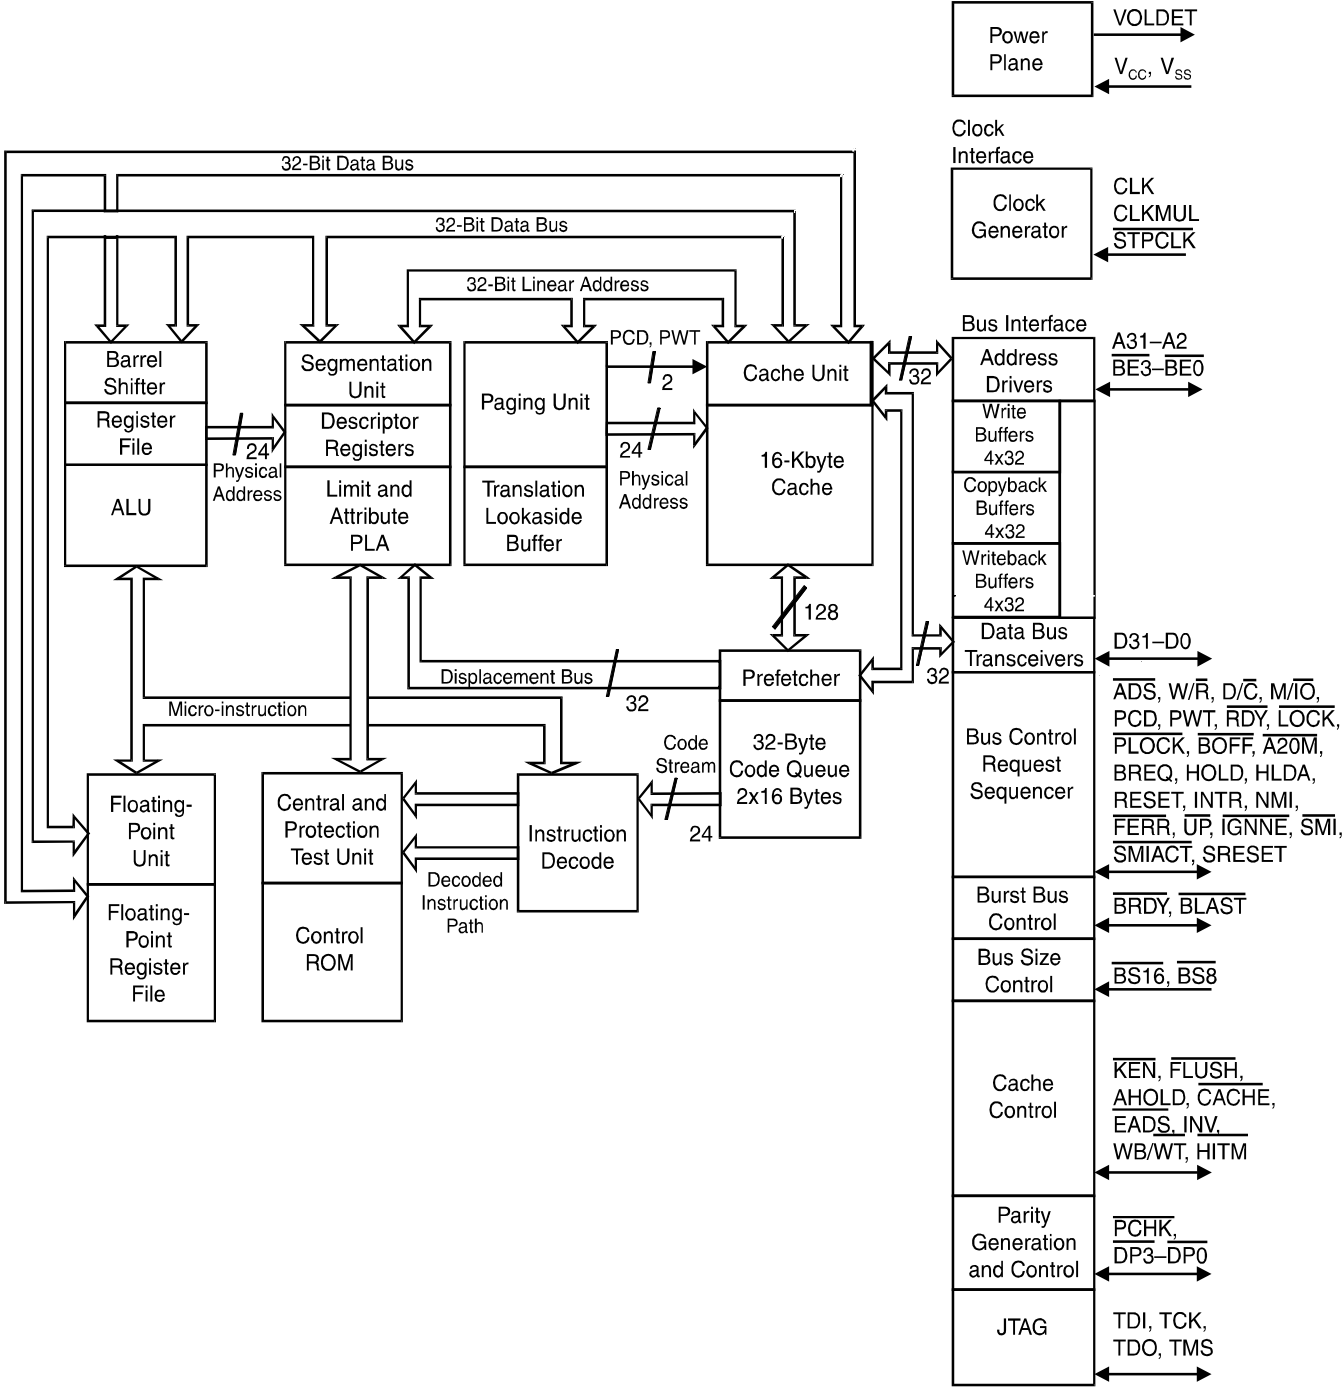 VOLDET
Power
Plane
VCC, VSS
Clock
Interface
Clock
Generator
CLK
CLKMUL
STPCLK
32-Bit Data Bus
32-Bit Data Bus
32-Bit Linear Address
Barrel
Shifter
Register
File
ALU
24
Physical
Address
Segmentation
Unit
Descriptor
Registers
Limit and
Attribute
PLA
Paging Unit
Translation
Lookaside
Buffer
PCD, PWT
2
24
Physical
Address
Cache Unit
16-Kbyte
Cache
32
128
32
Displacement Bus
32
Prefetcher
32-Byte
Code Queue
2x16 Bytes
Micro-instruction
Code
Stream
24
Floating-
Point
Unit
Floating-
Point
Register
File
Central and
Protection
Test Unit
Control
ROM
Instruction
Decode
Decoded
Instruction
Path
Bus Interface
Address
Drivers
A31–A2
BE3–BE0
Write
Buffers
4x32
Copyback
Buffers
4x32
Writeback
Buffers
4x32
Data Bus
Transceivers
D31–D0
Bus Control
Request
Sequencer
ADS, W/R, D/C, M/IO,
PCD, PWT, RDY, LOCK,
PLOCK, BOFF, A20M,
BREQ, HOLD, HLDA,
RESET, INTR, NMI,
FERR, UP, IGNNE, SMI,
SMIACT, SRESET
Burst Bus
Control
BRDY, BLAST
Bus Size
Control
BS16, BS8
Cache
Control
KEN, FLUSH,
AHOLD, CACHE,
EADS, INV,
WB/WT, HITM
Parity
Generation
and Control
PCHK,
DP3–DP0
JTAG
TDI, TCK,
TDO, TMS